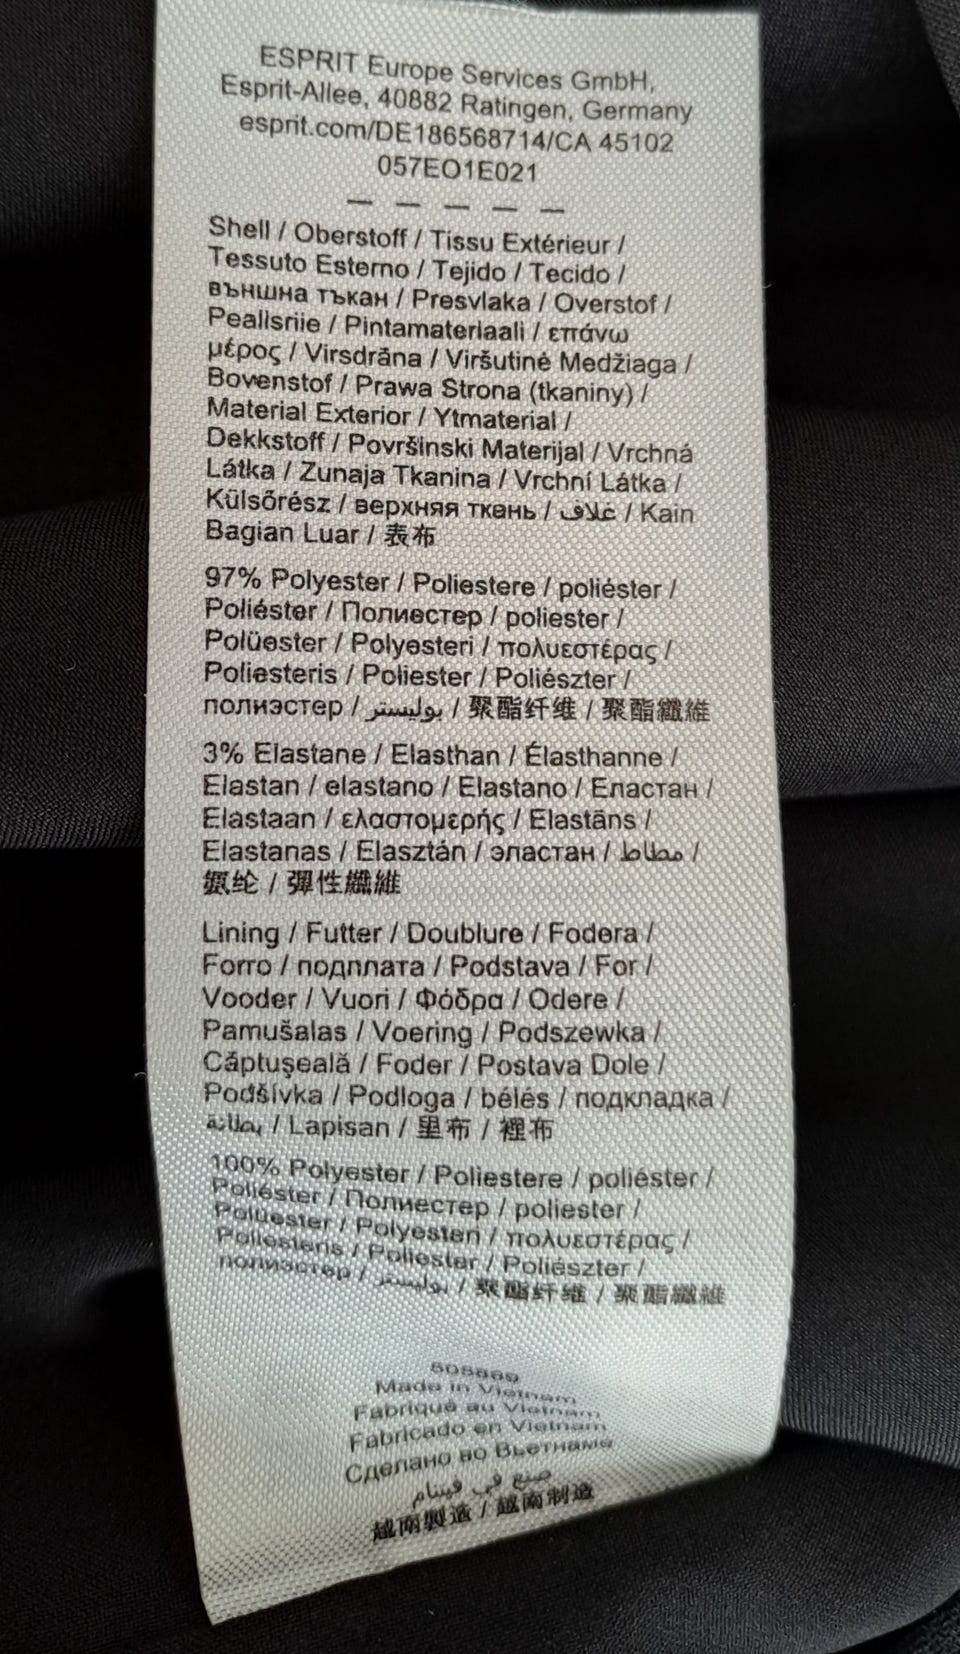 ESPRIT Europe Services GmbH,
Esprit-Allee, 40882 Ratingen, Germany
esprit.com/DE186568714/CA 45102
057EO1E021
Shell / Oberstoff / Tissu Extérieur /
Tessuto Esterno / Tejido / Tecido /
външна тъкан / Presvlaka / Overstof /
Pealisriie / Pintamateriaali / επάνω
μέρος / Virsdrāna / Viršutinė Medžiaga /
Bovenstof / Prawa Strona (tkaniny) /
Material Exterior / Ytmaterial /
Dekkstoff / Površinski Materijal / Vrchná
Látka / Zunaja Tkanina / Vrchní Látka /
Külsőrész / верхняя ткань / غلاف / Kain
Bagian Luar / 表布
97% Polyester / Poliestere / poliéster /
Poliéster / Полиестер / poliester /
Polüester / Polyesteri / πολυεστέρας /
Poliesteris / Poliester / Poliészter /
полиэстер / بوليستر / 聚酯纤维 / 聚酯纖維
3% Elastane / Elasthan / Élasthanne /
Elastan / elastano / Elastano / Еластан /
Elastaan / ελαστομερής / Elastāns /
Elastanas / Elasztán / эластан / مطاط /
氨纶 / 彈性纖維
Lining / Futter / Doublure / Fodera /
Forro / подплата / Podstava / For /
Vooder / Vuori / Φόδρα / Odere /
Pamušalas / Voering / Podszewka /
Căptuşeală / Foder / Postava Dole /
Podšívka / Podloga / bélés / подкладка /
بطانة / Lapisan / 里布 / 裡布
100% Polyester / Poliestere / poliéster /
Poliéster / Полиестер / poliester /
Polüester / Polyesteri / πολυεστέρας /
Poliesteris / Poliester / Poliészter /
полиэстер / بوليستر / 聚酯纤维 / 聚酯纖維
Made in Vietnam
Fabriqué au Vietnam
Fabricado en Vietnam
Сделано во Вьетнаме
صنع في فيتنام
越南製造 / 越南制造